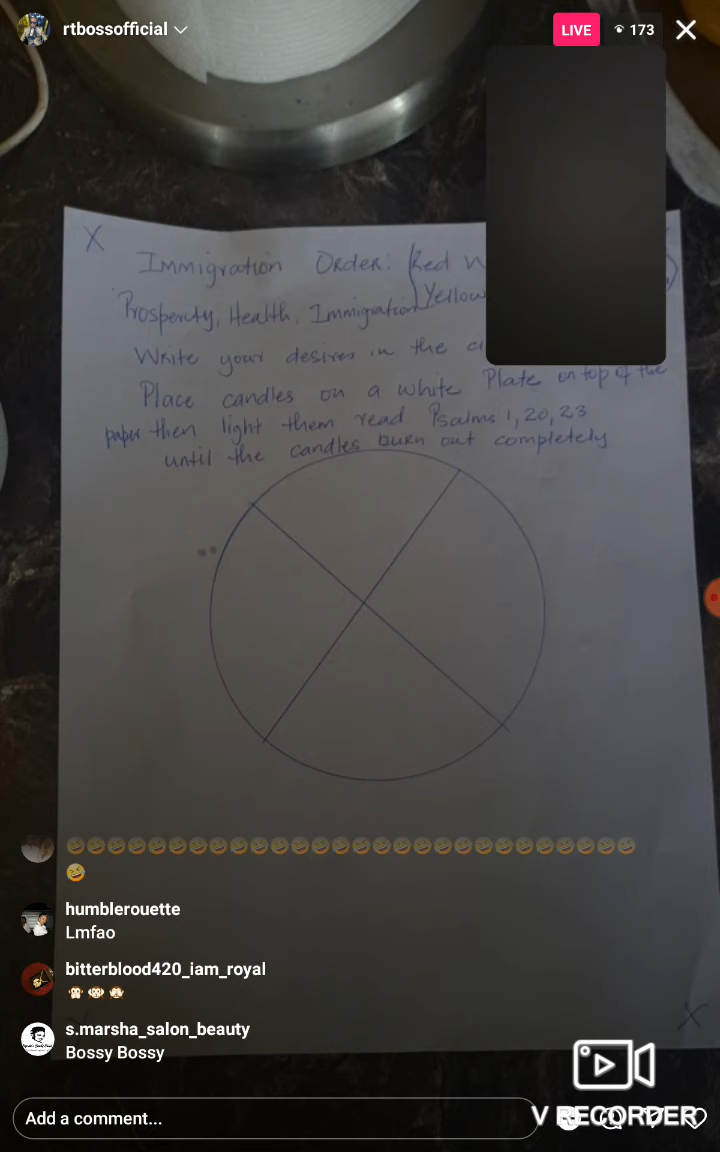 rtbossofficial
LIVE
173
X
Immigration Order: (Red
Prosperity, Health, Immigration (Yellow
Write your desires in the
Place candles on a white Plate on top of the
paper then light them read Psalms 1, 20, 23
until the candles burn out completely
humblerouette
Lmfao
bitterblood420_iam_royal
s.marsha_salon_beauty
Bossy Bossy
X
Add a comment...
V RECORDER